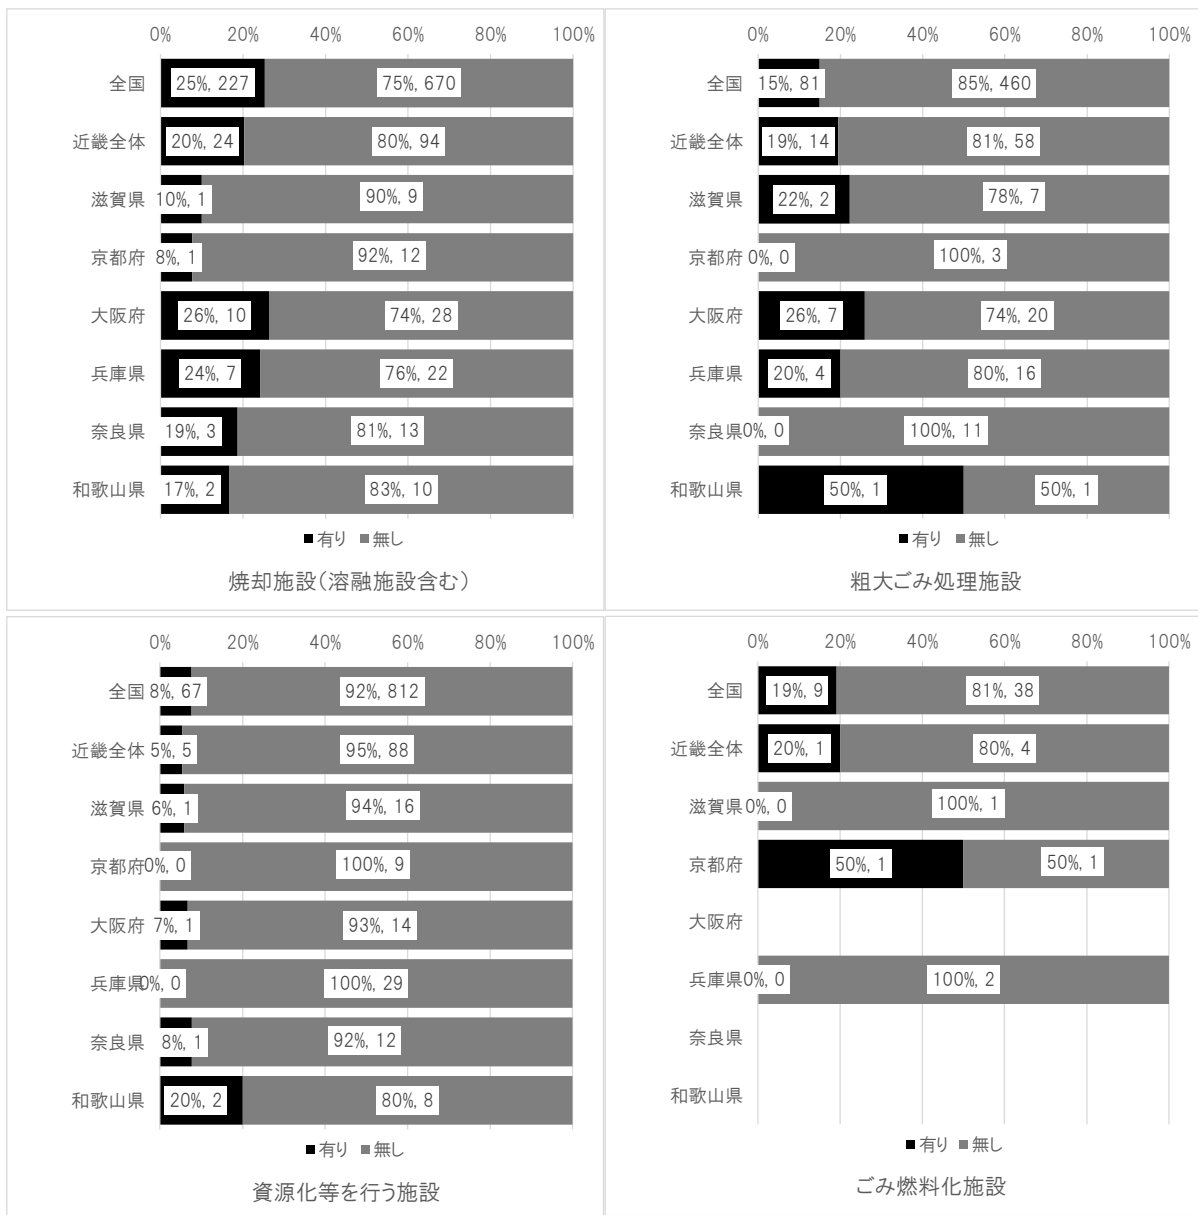 0% 20% 40% 60% 80% 100%
全国 25%, 227 75%, 670
近畿全体 20%, 24 80%, 94
滋賀県 10%, 1 90%, 9
京都府 8%, 1 92%, 12
大阪府 26%, 10 74%, 28
兵庫県 24%, 7 76%, 22
奈良県 19%, 3 81%, 13
和歌山県 17%, 2 83%, 10
有り 無し
焼却施設(溶融施設含む)
0% 20% 40% 60% 80% 100%
全国 15%, 81 85%, 460
近畿全体 19%, 14 81%, 58
滋賀県 22%, 2 78%, 7
京都府 0%, 0 100%, 3
大阪府 26%, 7 74%, 20
兵庫県 20%, 4 80%, 16
奈良県 0%, 0 100%, 11
和歌山県 50%, 1 50%, 1
有り 無し
粗大ごみ処理施設
0% 20% 40% 60% 80% 100%
全国 8%, 67 92%, 812
近畿全体 5%, 5 95%, 88
滋賀県 6%, 1 94%, 16
京都府 0%, 0 100%, 9
大阪府 7%, 1 93%, 14
兵庫県 0%, 0 100%, 29
奈良県 8%, 1 92%, 12
和歌山県 20%, 2 80%, 8
有り 無し
資源化等を行う施設
0% 20% 40% 60% 80% 100%
全国 19%, 9 81%, 38
近畿全体 20%, 1 80%, 4
滋賀県 0%, 0 100%, 1
京都府 50%, 1 50%, 1
大阪府
兵庫県 0%, 0 100%, 2
奈良県
和歌山県
有り 無し
ごみ燃料化施設